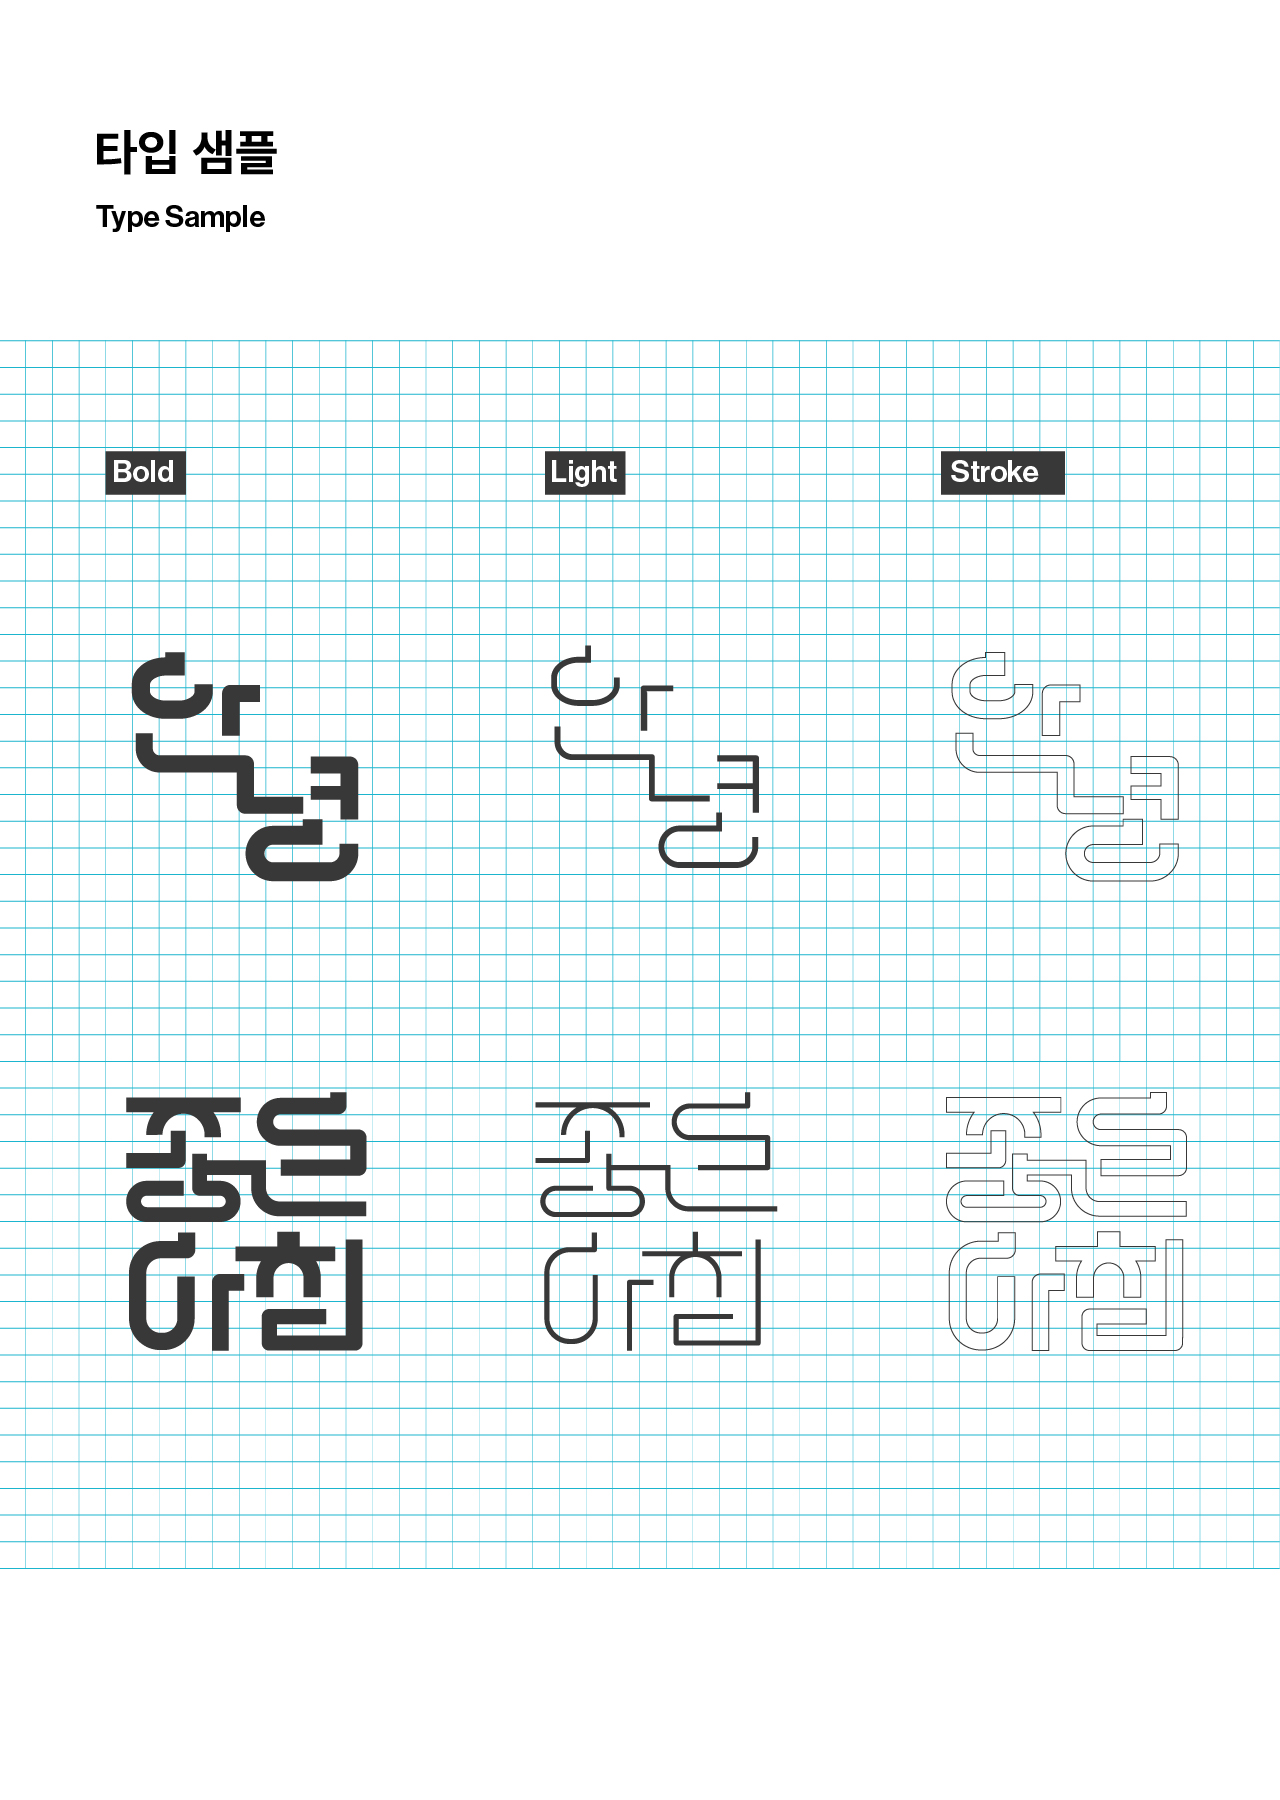 타입 샘플
Type Sample
Bold Light Stroke
안녕 안녕 안녕
좋은 좋은 좋은
아침 아침 아침